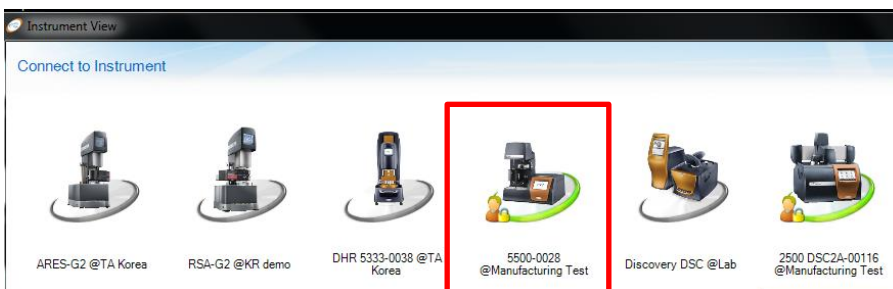 Instrument View
Connect to Instrument
ARES-G2 @TA Korea
RSA-G2 @KR demo
DHR 5333-0038 @TA
Korea
5500-0028
@Manufacturing Test
Discovery DSC @Lab
2500 DSC2A-00116
@Manufacturing Test